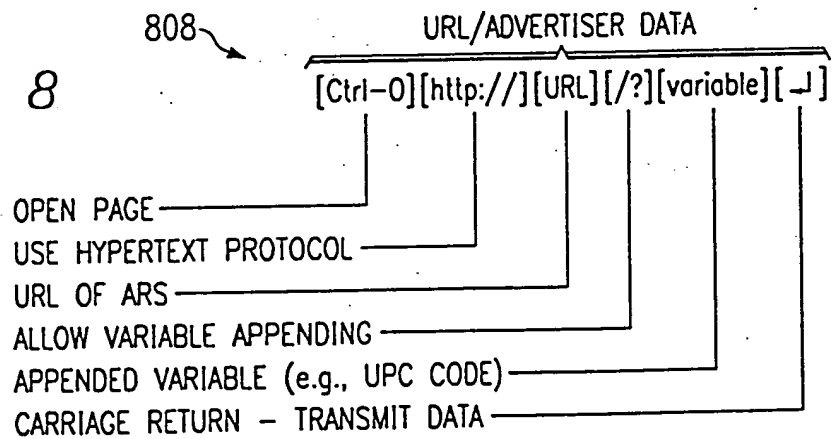 808
URL/ADVERTISER DATA
8
[Ctrl-O][http://][URL][/?][variable][↵]
OPEN PAGE
USE HYPERTEXT PROTOCOL
URL OF ARS
ALLOW VARIABLE APPENDING
APPENDED VARIABLE (e.g., UPC CODE)
CARRIAGE RETURN – TRANSMIT DATA